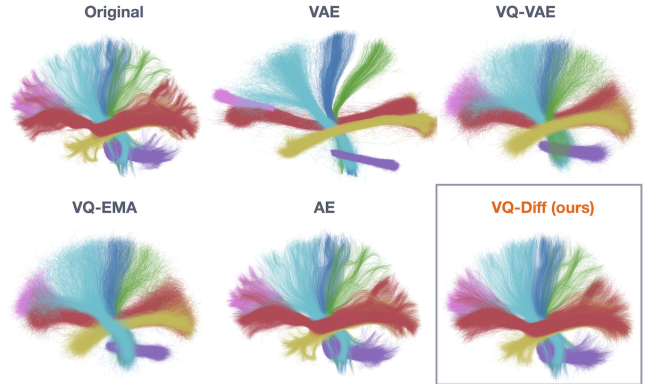 Original
VAE
VQ-VAE
VQ-EMA
AE
VQ-Diff (ours)